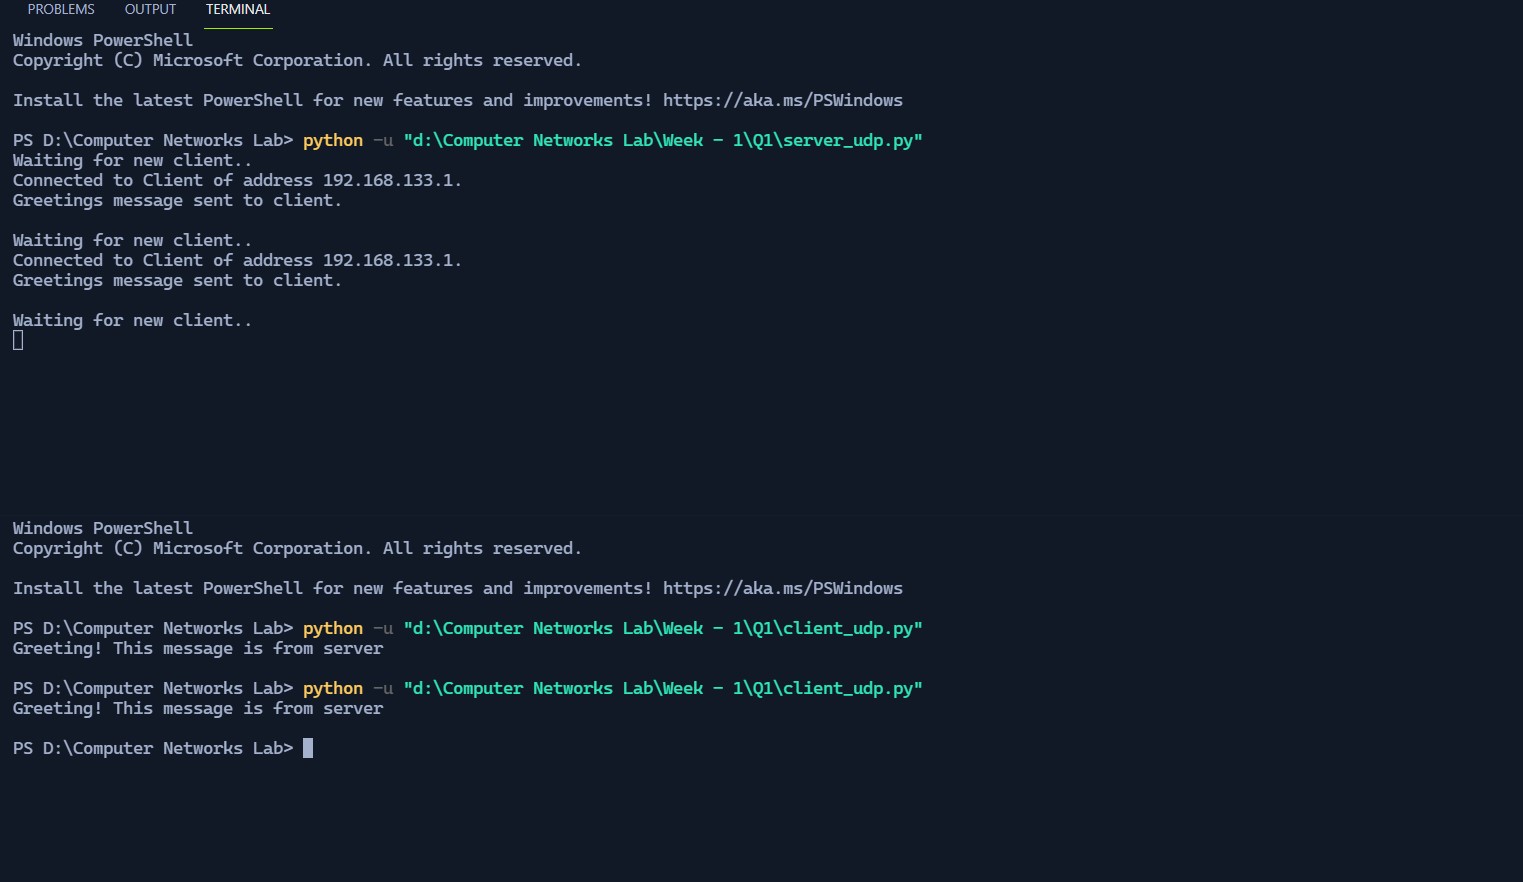 PROBLEMS OUTPUT TERMINAL
Windows PowerShell
Copyright (C) Microsoft Corporation. All rights reserved.
Install the latest PowerShell for new features and improvements! https://aka.ms/PSWindows
PS D:\Computer Networks Lab> python -u "d:\Computer Networks Lab\Week - 1\Q1\server_udp.py"
Waiting for new client..
Connected to Client of address 192.168.133.1.
Greetings message sent to client.
Waiting for new client..
Connected to Client of address 192.168.133.1.
Greetings message sent to client.
Waiting for new client..
Windows PowerShell
Copyright (C) Microsoft Corporation. All rights reserved.
Install the latest PowerShell for new features and improvements! https://aka.ms/PSWindows
PS D:\Computer Networks Lab> python -u "d:\Computer Networks Lab\Week - 1\Q1\client_udp.py"
Greeting! This message is from server
PS D:\Computer Networks Lab> python -u "d:\Computer Networks Lab\Week - 1\Q1\client_udp.py"
Greeting! This message is from server
PS D:\Computer Networks Lab>